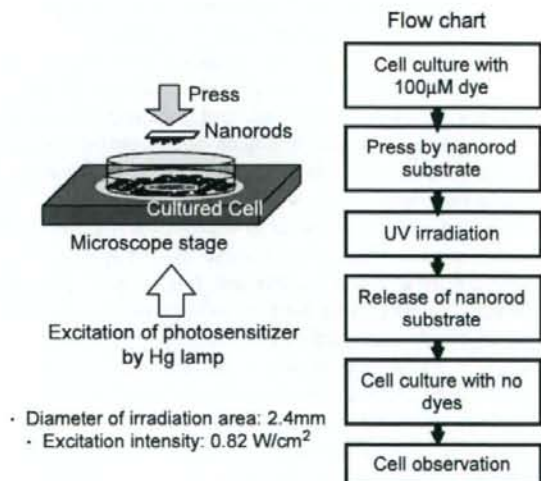 Press
Nanorods
Cultured Cell
Microscope stage
Excitation of photosensitizer
by Hg lamp
· Diameter of irradiation area: 2.4mm
· Excitation intensity: 0.82 W/cm²
Flow chart
Cell culture with
100μM dye
Press by nanorod
substrate
UV irradiation
Release of nanorod
substrate
Cell culture with no
dyes
Cell observation